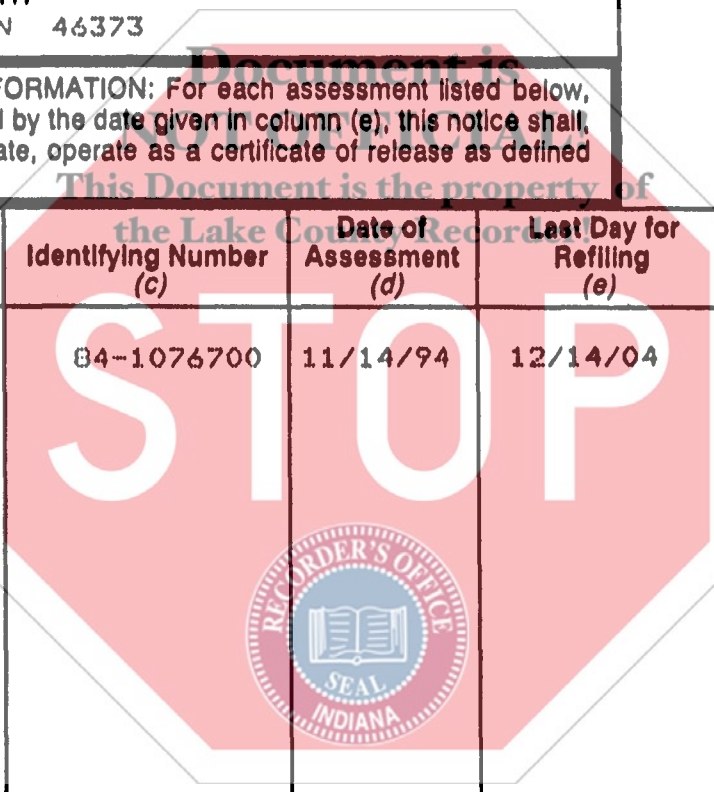 N 46373
Document is
FORMATION: For each assessment listed below,
NOT OFFICIAL!
by the date given in column (e), this notice shall,
ate, operate as a certificate of release as defined
This Document is the property of
the Lake County Recorder!
Identifying Number
(c)
Date of
Assessment
(d)
Last Day for
Refiling
(e)
84-1076700 11/14/94 12/14/04
STOP
RECORDER'S OFFICE
SEAL
INDIANA